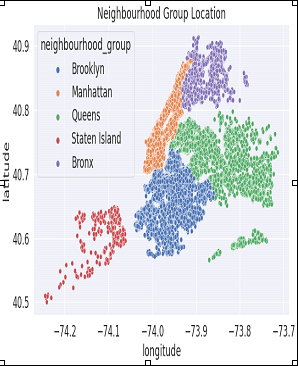 Neighbourhood Group Location
neighbourhood_group
Brooklyn
Manhattan
Queens
Staten Island
Bronx
40.9
40.8
40.7
40.6
40.5
latitude
−74.2 −74.1 −74.0 −73.9 −73.8 −73.7
longitude